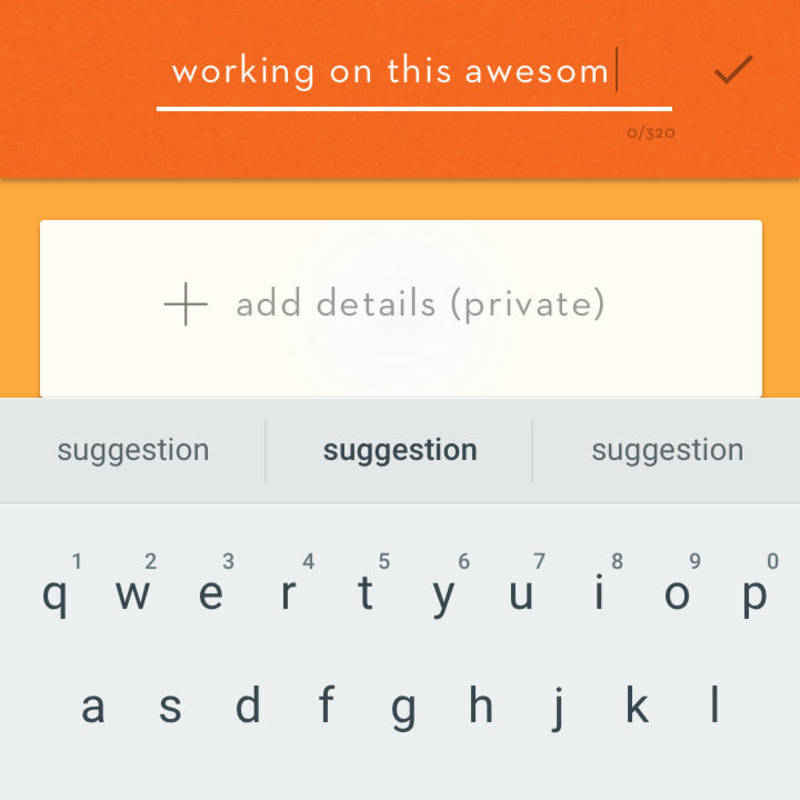 working on this awesom
0/320
add details (private)
suggestion suggestion suggestion
1 2 3 4 5 6 7 8 9 0
q w e r t y u i o p
a s d f g h j k l